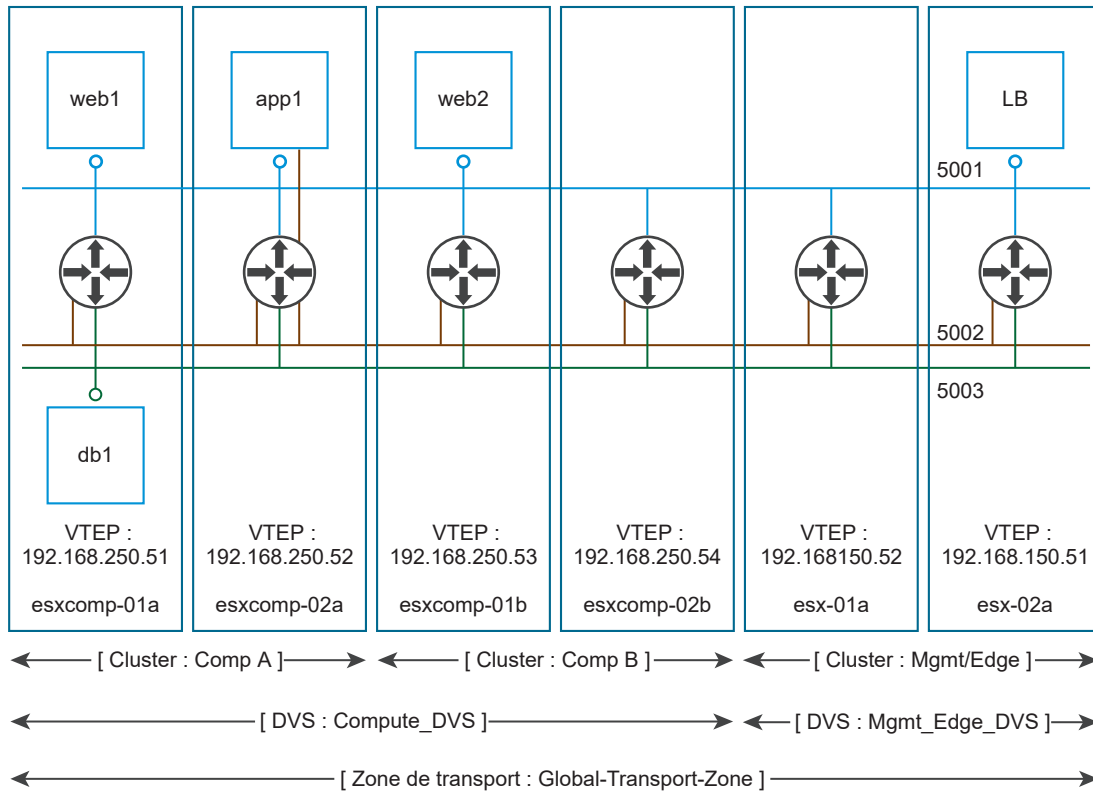 web1
app1
web2
LB
5001
5002
5003
db1
VTEP :
192.168.250.51
VTEP :
192.168.250.52
VTEP :
192.168.250.53
VTEP :
192.168.250.54
VTEP :
192.168150.52
VTEP :
192.168.150.51
esxcomp-01a
esxcomp-02a
esxcomp-01b
esxcomp-02b
esx-01a
esx-02a
[ Cluster : Comp A ]
[ Cluster : Comp B ]
[ Cluster : Mgmt/Edge ]
[ DVS : Compute_DVS ]
[ DVS : Mgmt_Edge_DVS ]
[ Zone de transport : Global-Transport-Zone ]